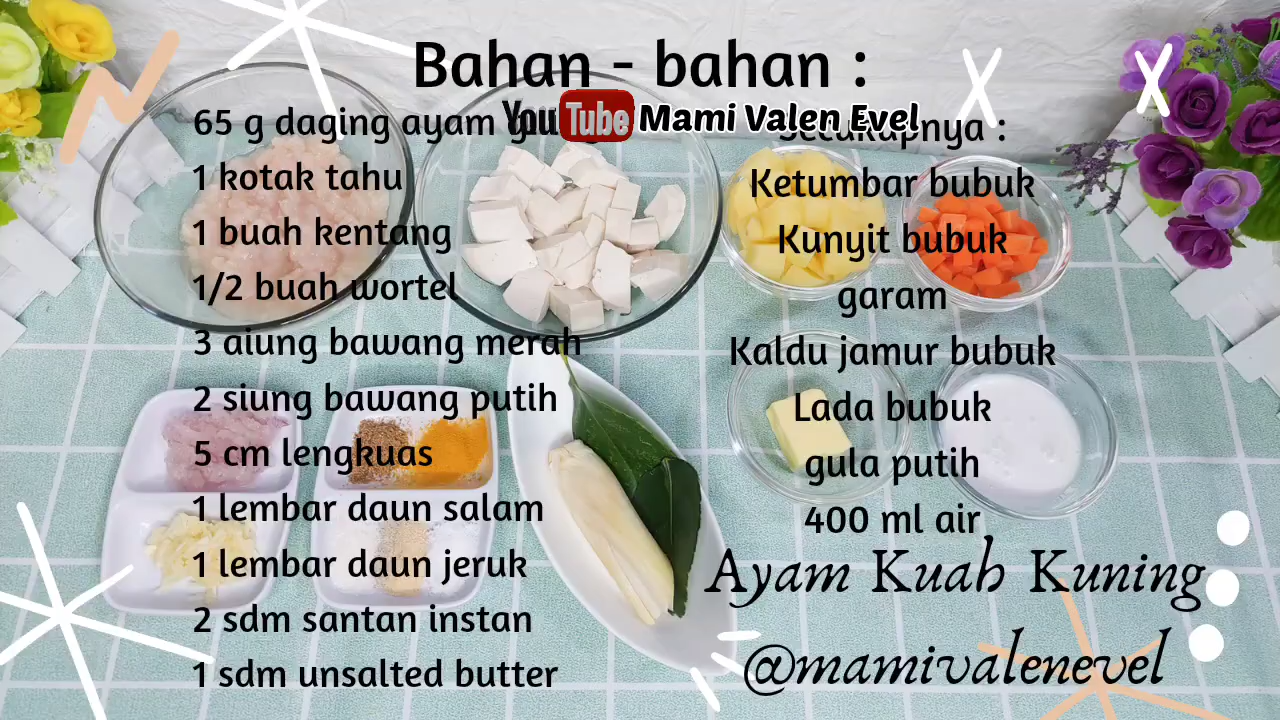 Bahan - bahan :
YouTube Mami Valen Evel
65 g daging ayam
1 kotak tahu
1 buah kentang
1/2 buah wortel
3 aiung bawang merah
2 siung bawang putih
5 cm lengkuas
1 lembar daun salam
1 lembar daun jeruk
2 sdm santan instan
1 sdm unsalted butter
Secukupnya :
Ketumbar bubuk
Kunyit bubuk
garam
Kaldu jamur bubuk
Lada bubuk
gula putih
400 ml air
Ayam Kuah Kuning
@mamivalenevel